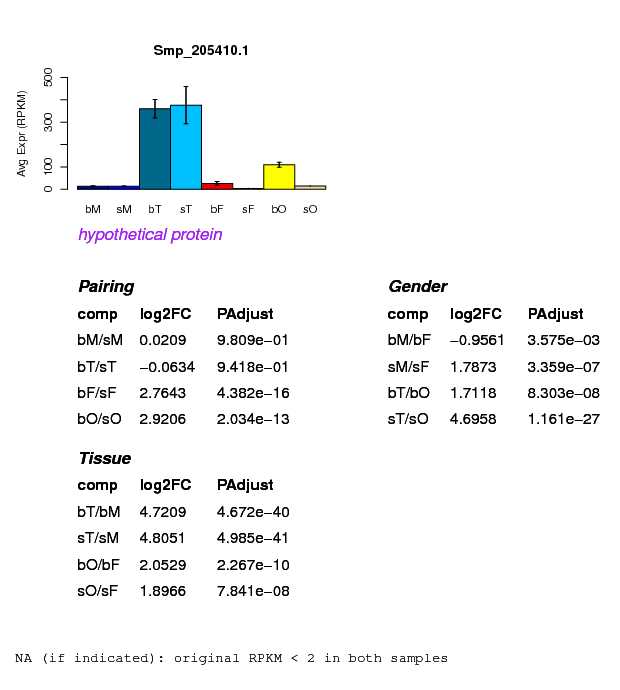 Smp_205410.1
Avg Expr (RPKM)
500
300
100
0
bM sM bT sT bF sF bO sO
hypothetical protein
Pairing
comp log2FC PAdjust
bM/sM 0.0209 9.809e−01
bT/sT −0.0634 9.418e−01
bF/sF 2.7643 4.382e−16
bO/sO 2.9206 2.034e−13
Gender
comp log2FC PAdjust
bM/bF −0.9561 3.575e−03
sM/sF 1.7873 3.359e−07
bT/bO 1.7118 8.303e−08
sT/sO 4.6958 1.161e−27
Tissue
comp log2FC PAdjust
bT/bM 4.7209 4.672e−40
sT/sM 4.8051 4.985e−41
bO/bF 2.0529 2.267e−10
sO/sF 1.8966 7.841e−08
NA (if indicated): original RPKM < 2 in both samples